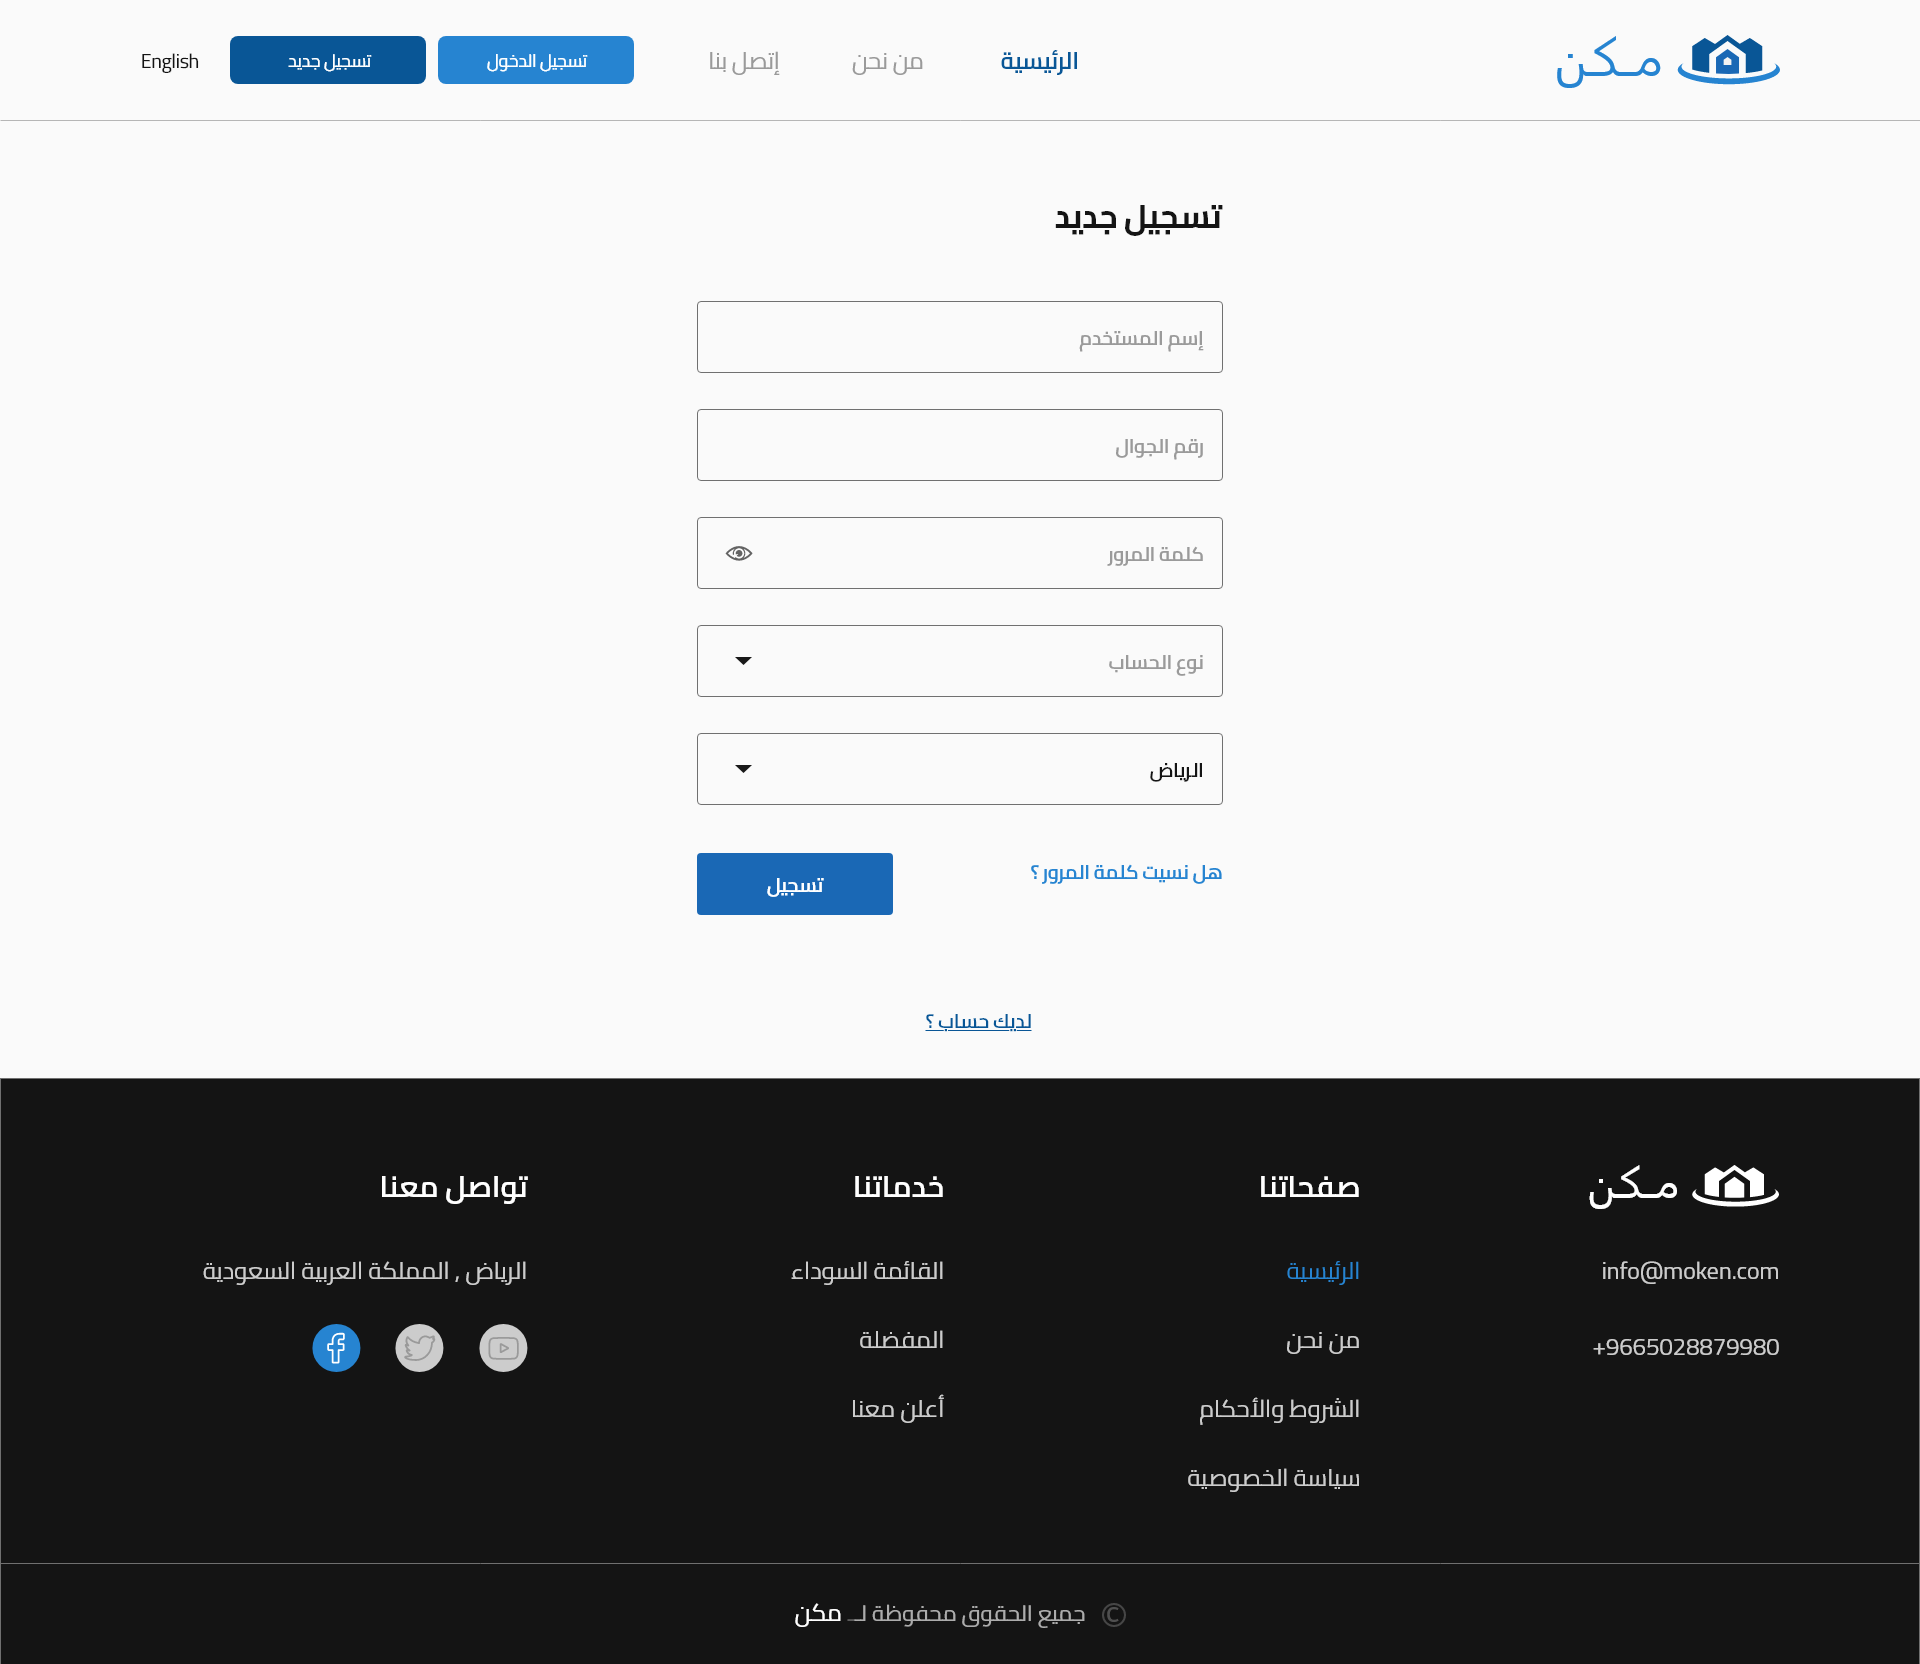 مكن
الرئيسية
من نحن
إتصل بنا
تسجيل الدخول
تسجيل جديد
English
تسجيل جديد
إسم المستخدم
رقم الجوال
كلمة المرور
نوع الحساب
الرياض
هل نسيت كلمة المرور ؟
تسجيل
لديك حساب ؟
مكن
info@moken.com
+9665028879980
صفحاتنا
الرئيسية
من نحن
الشروط والأحكام
سياسة الخصوصية
خدماتنا
القائمة السوداء
المفضلة
أعلن معنا
تواصل معنا
الرياض , المملكة العربية السعودية
© جميع الحقوق محفوظة لـ مكن